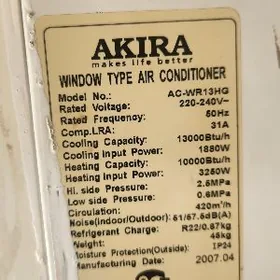 AKIRA
makes life better
WINDOW TYPE AIR CONDITIONER
Model No.: AC-WR13HG
Rated Voltage: 220-240V~
Rated Frequency: 50Hz
Comp.LRA: 31A
Cooling Capacity: 13000Btu/h
Cooling Input Power: 1880W
Heating Capacity: 10000Btu/h
Heating Input Power: 3250W
Hi. side Pressure: 2.5MPa
Low side Pressure: 0.6MPa
Circulation: 420m³/h
Noise(indoor/Outdoor): 51/57.5dB(A)
Refrigerant Charge: R22/0.87kg
Weight: 48kg
Moisture Protection(Outside): IP24
Manufacturing Date: 2007.04